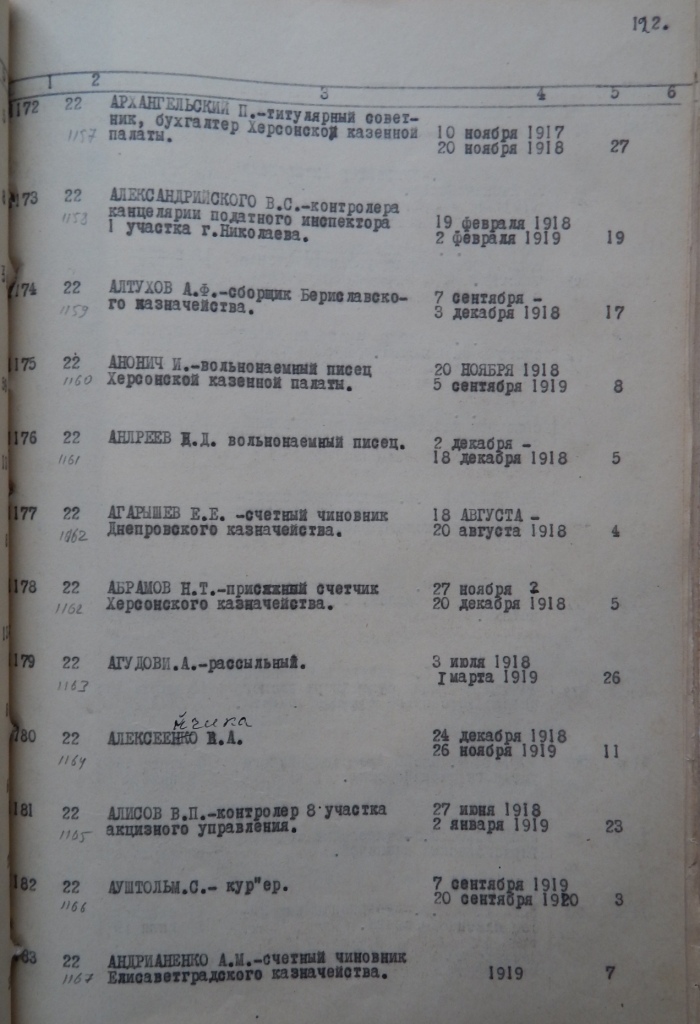 192.
1 2 3 4 5 6
1172 22 АРХАНГЕЛЬСКИЙ П.-титулярный совет-
ник, бухгалтер Херсонской казенной 10 ноября 1917
1157 палаты. 20 ноября 1918 27
173 22 АЛЕКСАНДРИЙСКОГО В.С.-контролера
1158 канцелярии податного инспектора 19 февраля 1918
I участка г.Николаева. 2 февраля 1919 19
174 22 АЛТУХОВ А.Ф.-сборщик Бериславско- 7 сентября -
1159 го казначейства. 3 декабря 1918 17
175 22 АНОНИЧ И.-вольнонаемный писец 20 НОЯБРЯ 1918
1160 Херсонской казенной палаты. 5 сентября 1919 8
176 22 АНДРЕЕВ Д.Д. вольнонаемный писец. 2 декабря -
1161 18 декабря 1918 5
177 22 АГАРЫШЕВ Е.Е. -счетный чиновник 18 АВГУСТА -
1162 Днепровского казначейства. 20 августа 1918 4
178 22 АБРАМОВ Н.Т.-присяжный счетчик 27 ноября 2
1162 Херсонского казначейства. 20 декабря 1918 5
179 22 АГУДОВИ.А.-рассыльный. 3 июля 1918
1163 I марта 1919 26
йчика
180 22 АЛЕКСЕЕНКО В.А. 24 декабря 1918
1164 26 ноября 1919 11
181 22 АЛИСОВ В.П.-контролер 8 участка 27 июня 1918
1165 акцизного управления. 2 января 1919 23
182 22 АУШТОЛЬМ.С.- кур"ер. 7 сентября 1919
1166 20 сентября 1920 3
83 22 АНДРИАНЕНКО А.М.-счетный чиновник
1167 Елисаветградского казначейства. 1919 7